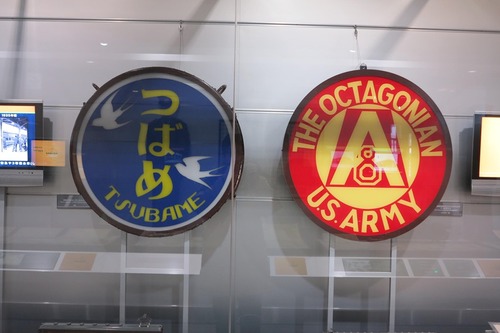 つばめ
TSUBAME
THE OCTAGONIAN
A
8
U.S. ARMY